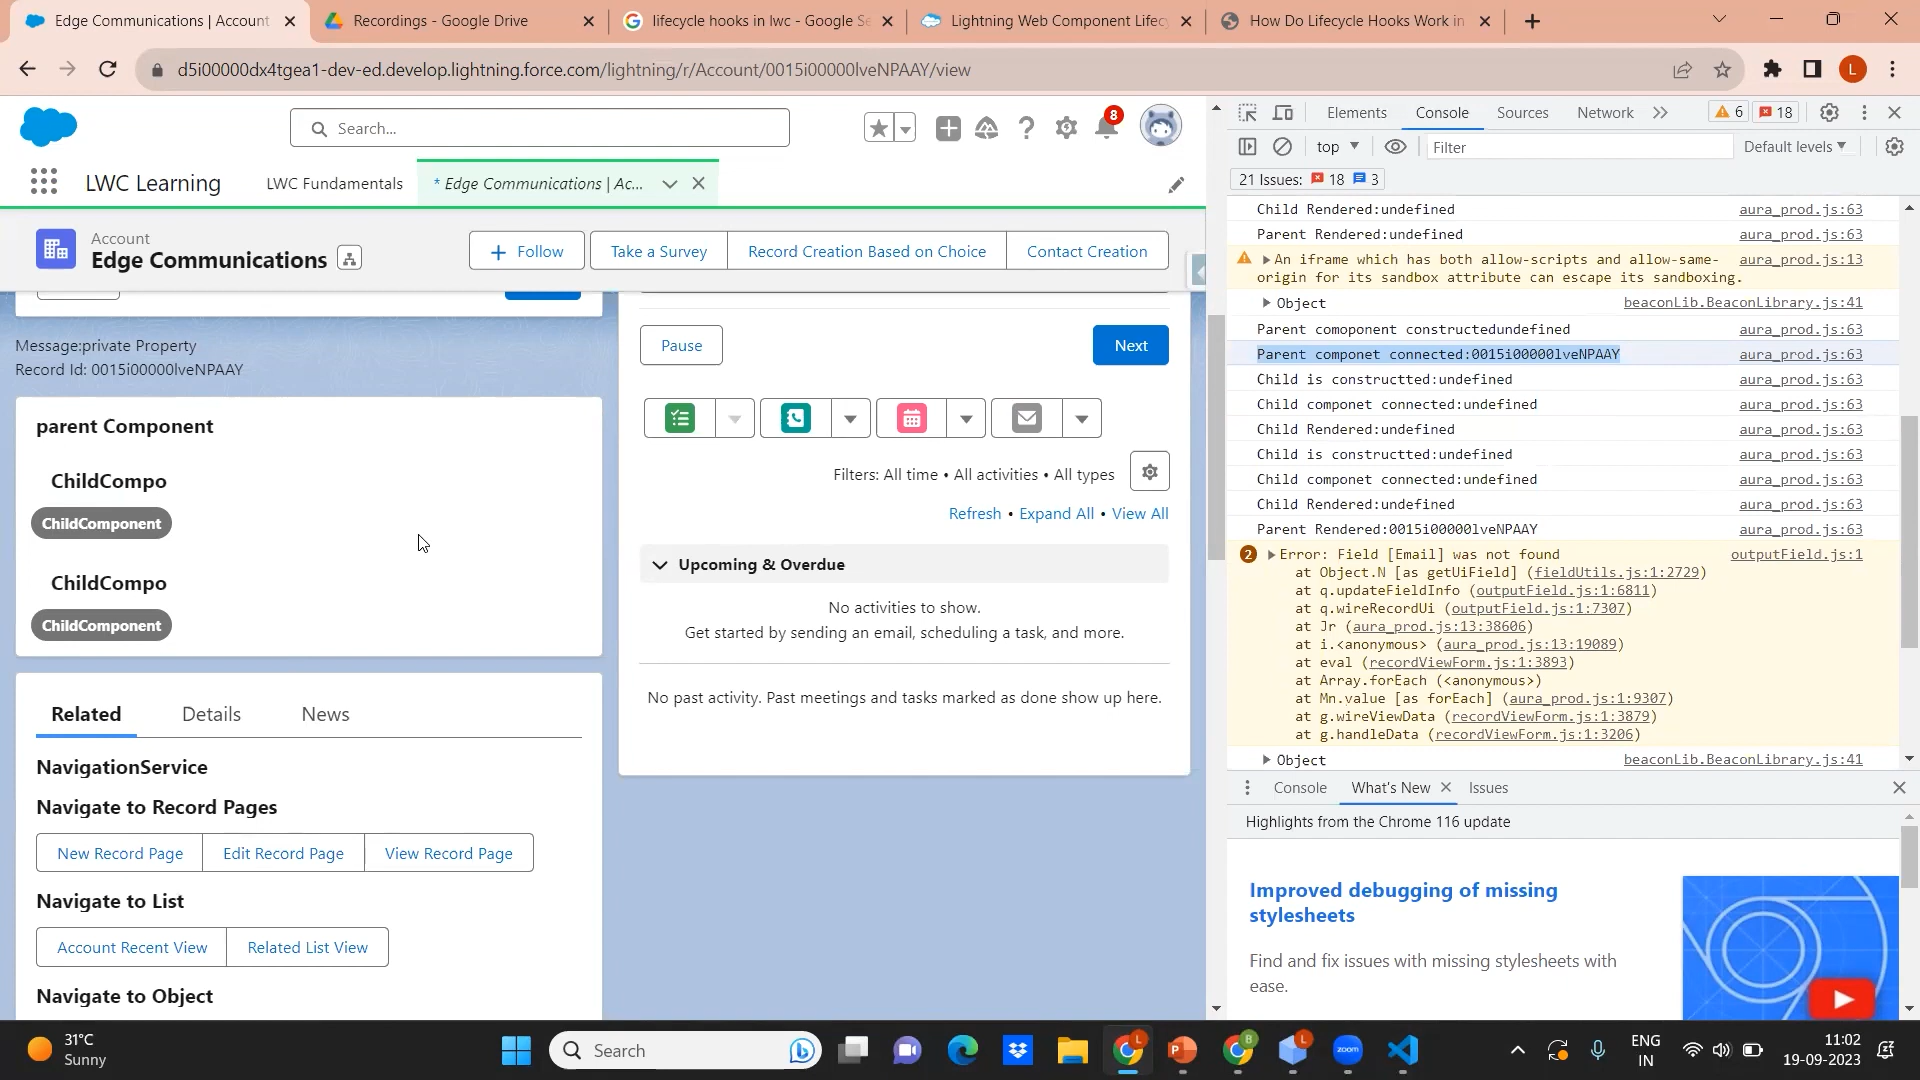 Edge Communications | Account
Recordings - Google Drive
lifecycle hooks in lwc - Google Se
Lightning Web Component Lifec
How Do Lifecycle Hooks Work in
d5i00000dx4tgea1-dev-ed.develop.lightning.force.com/lightning/r/Account/0015i00000lveNPAAY/view
L
Search...
8
LWC Learning
LWC Fundamentals
* Edge Communications | Ac...
Account
Edge Communications
Follow
Take a Survey
Record Creation Based on Choice
Contact Creation
Message:private Property
Record Id: 0015i00000lveNPAAY
parent Component
ChildCompo
ChildComponent
ChildCompo
ChildComponent
Related
Details
News
NavigationService
Navigate to Record Pages
New Record Page
Edit Record Page
View Record Page
Navigate to List
Account Recent View
Related List View
Navigate to Object
Pause
Next
Filters: All time • All activities • All types
Refresh • Expand All • View All
Upcoming & Overdue
No activities to show.
Get started by sending an email, scheduling a task, and more.
No past activity. Past meetings and tasks marked as done show up here.
Elements
Console
Sources
Network
6
18
top
Filter
Default levels
21 Issues: 18 3
Child Rendered:undefined aura_prod.js:63
Parent Rendered:undefined aura_prod.js:63
An iframe which has both allow-scripts and allow-same- aura_prod.js:13
origin for its sandbox attribute can escape its sandboxing.
Object beaconLib.BeaconLibrary.js:41
Parent comoponent constructedundefined aura_prod.js:63
Parent componet connected:0015i00000lveNPAAY aura_prod.js:63
Child is constructted:undefined aura_prod.js:63
Child componet connected:undefined aura_prod.js:63
Child Rendered:undefined aura_prod.js:63
Child is constructted:undefined aura_prod.js:63
Child componet connected:undefined aura_prod.js:63
Child Rendered:undefined aura_prod.js:63
Parent Rendered:0015i00000lveNPAAY aura_prod.js:63
2 Error: Field [Email] was not found outputField.js:1
at Object.N [as getUiField] (fieldUtils.js:1:2729)
at q.updateFieldInfo (outputField.js:1:6811)
at q.wireRecordUi (outputField.js:1:7307)
at Jr (aura_prod.js:13:38606)
at i.<anonymous> (aura_prod.js:13:19089)
at eval (recordViewForm.js:1:3893)
at Array.forEach (<anonymous>)
at Mn.value [as forEach] (aura_prod.js:1:9307)
at g.wireViewData (recordViewForm.js:1:3879)
at g.handleData (recordViewForm.js:1:3206)
Object beaconLib.BeaconLibrary.js:41
Console
What's New
Issues
Highlights from the Chrome 116 update
Improved debugging of missing
stylesheets
Find and fix issues with missing stylesheets with
ease.
31°C
Sunny
Search
L
B
L
zoom
ENG
IN
11:02
19-09-2023